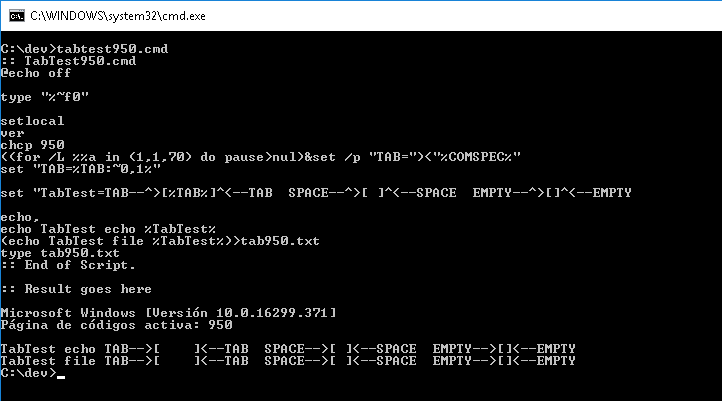 C:\WINDOWS\system32\cmd.exe
C:\dev>tabtest950.cmd
:: TabTest950.cmd
@echo off
type "%~f0"
setlocal
ver
chcp 950
((for /L %%a in (1,1,70) do pause>nul)&set /p "TAB=")<"%COMSPEC%"
set "TAB=%TAB:~0,1%"
set "TabTest=TAB--^>[%TAB%]^<--TAB  SPACE--^>[ ]^<--SPACE  EMPTY--^>[]^<--EMPTY
echo,
echo TabTest echo %TabTest%
(echo TabTest file %TabTest%)>tab950.txt
type tab950.txt
:: End of Script.
:: Result goes here
Microsoft Windows [Versión 10.0.16299.371]
Página de códigos activa: 950
TabTest echo TAB-->[    ]<--TAB  SPACE-->[ ]<--SPACE  EMPTY-->[]<--EMPTY
TabTest file TAB-->[    ]<--TAB  SPACE-->[ ]<--SPACE  EMPTY-->[]<--EMPTY
C:\dev>_